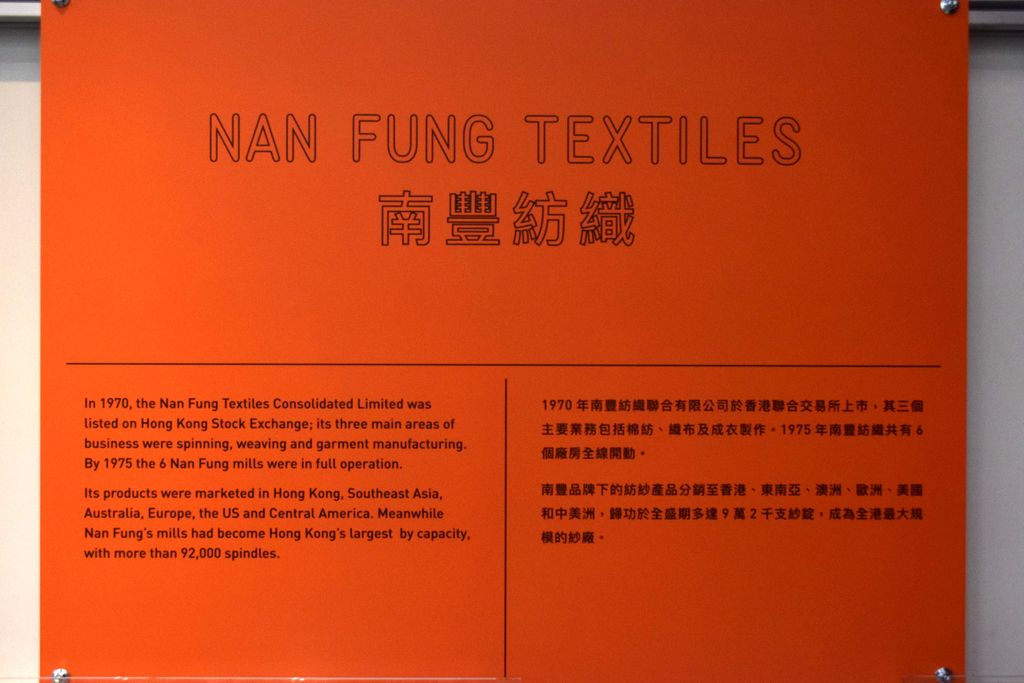 NAN FUNG TEXTILES
南豐紡織
In 1970, the Nan Fung Textiles Consolidated Limited was
listed on Hong Kong Stock Exchange; its three main areas of
business were spinning, weaving and garment manufacturing.
By 1975 the 6 Nan Fung mills were in full operation.
Its products were marketed in Hong Kong, Southeast Asia,
Australia, Europe, the US and Central America. Meanwhile
Nan Fung's mills had become Hong Kong's largest by capacity,
with more than 92,000 spindles.
1970 年南豐紡織聯合有限公司於香港聯合交易所上市，其三個
主要業務包括棉紡、織布及成衣製作。1975 年南豐紡織共有 6
個廠房全線開動。
南豐品牌下的紡紗產品分銷至香港、東南亞、澳洲、歐洲、美國
和中美洲，歸功於全盛期多達 9 萬 2 千支紗錠，成為全港最大規
模的紗廠。